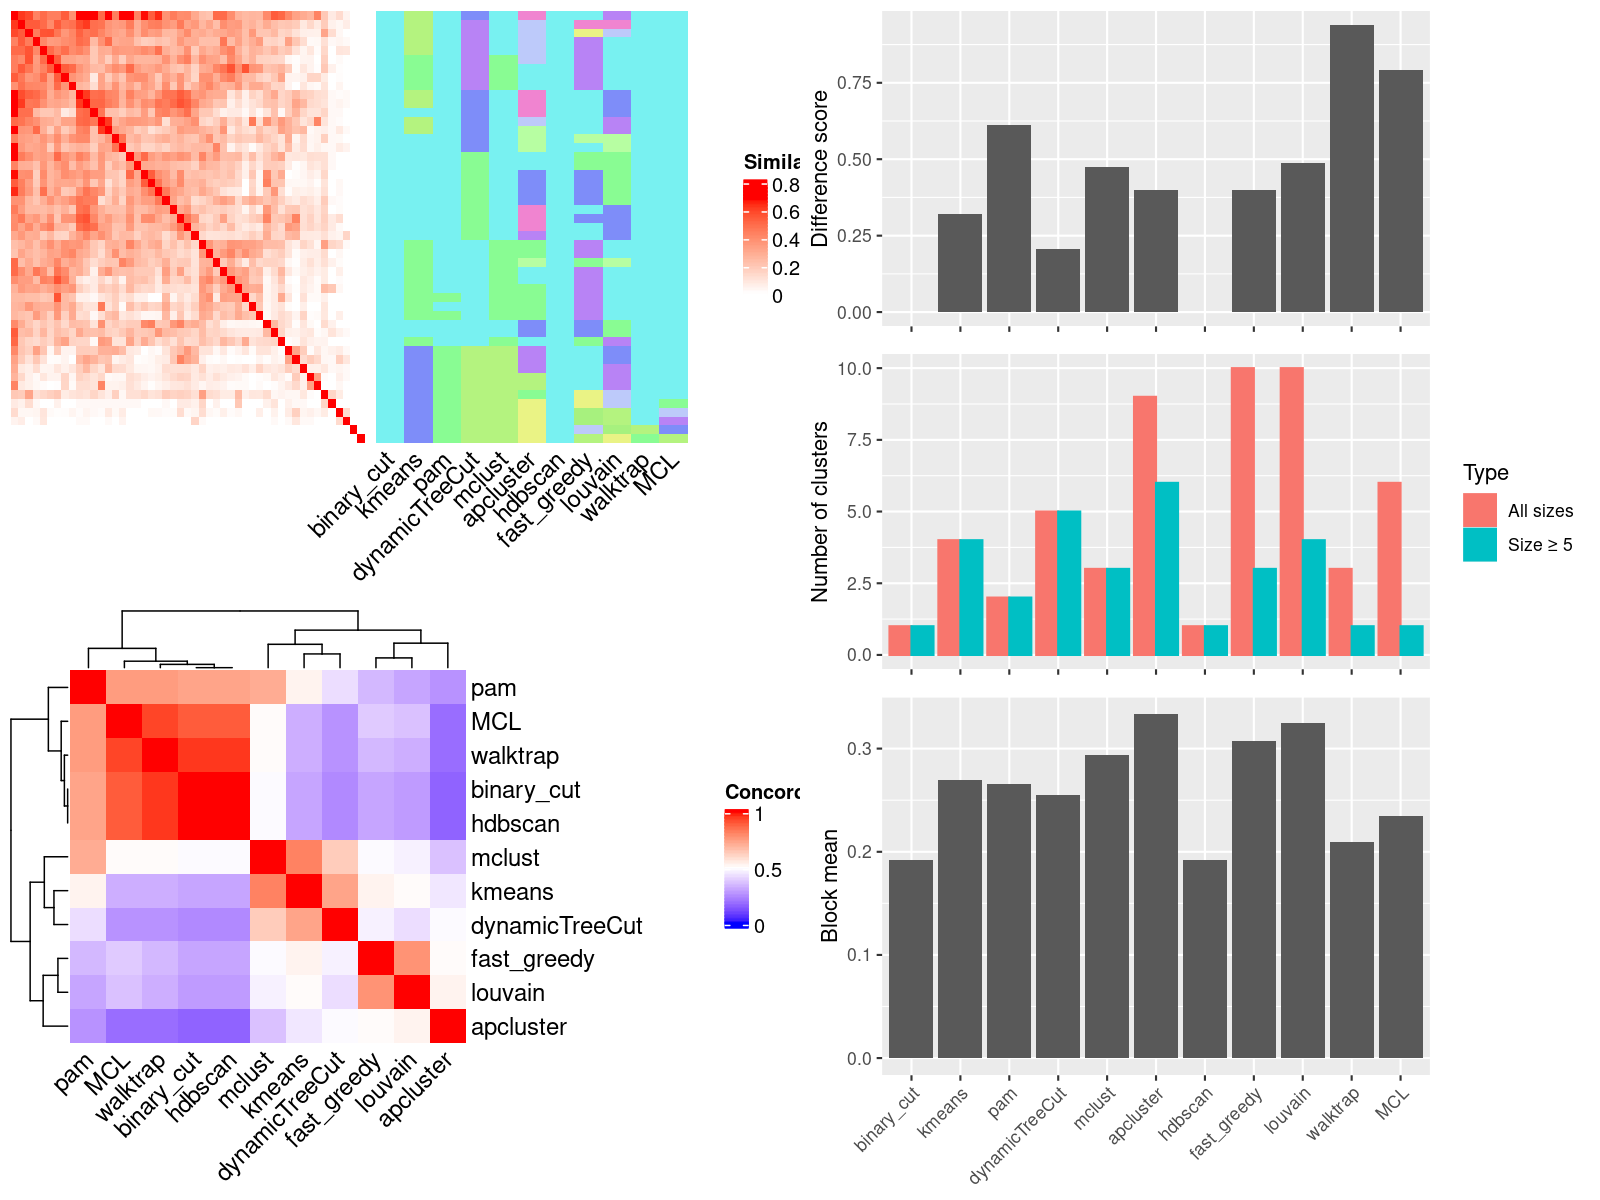 Simila
0.8
0.6
0.4
0.2
0
binary_cut
kmeans
pam
dynamicTreeCut
mclust
apcluster
hdbscan
fast_greedy
louvain
walktrap
MCL
pam
MCL
walktrap
binary_cut
hdbscan
mclust
kmeans
dynamicTreeCut
fast_greedy
louvain
apcluster
Conco
1
0.5
0
pam
MCL
walktrap
binary_cut
hdbscan
mclust
kmeans
dynamicTreeCut
fast_greedy
louvain
apcluster
Difference score
0.75
0.50
0.25
0.00
Number of clusters
10.0
7.5
5.0
2.5
0.0
Type
All sizes
Size ≥ 5
Block mean
0.3
0.2
0.1
0.0
binary_cut
kmeans
pam
dynamicTreeCut
mclust
apcluster
hdbscan
fast_greedy
louvain
walktrap
MCL